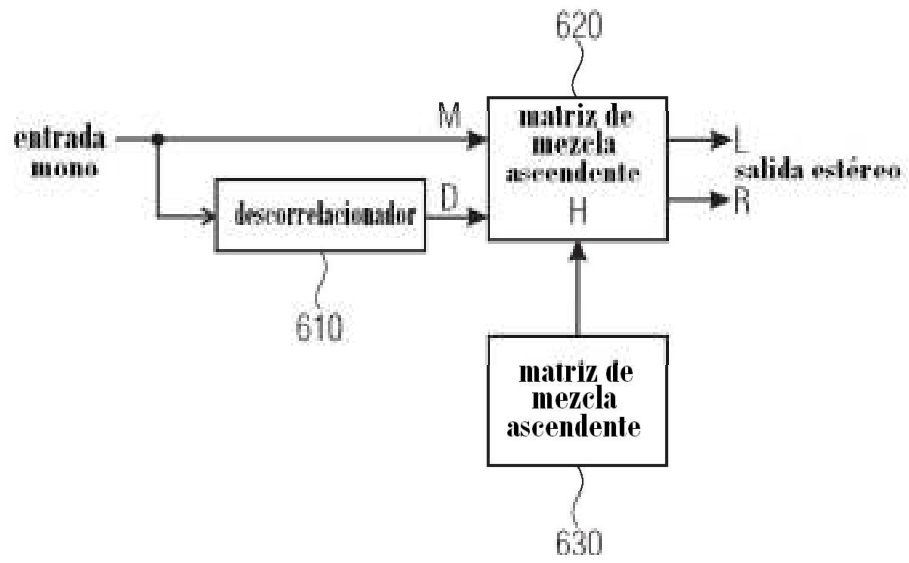 620
entrada
mono
M
matriz de
mezcla
ascendente
H
L
salida estéreo
R
descorrelacionador
D
610
matriz de
mezcla
ascendente
630